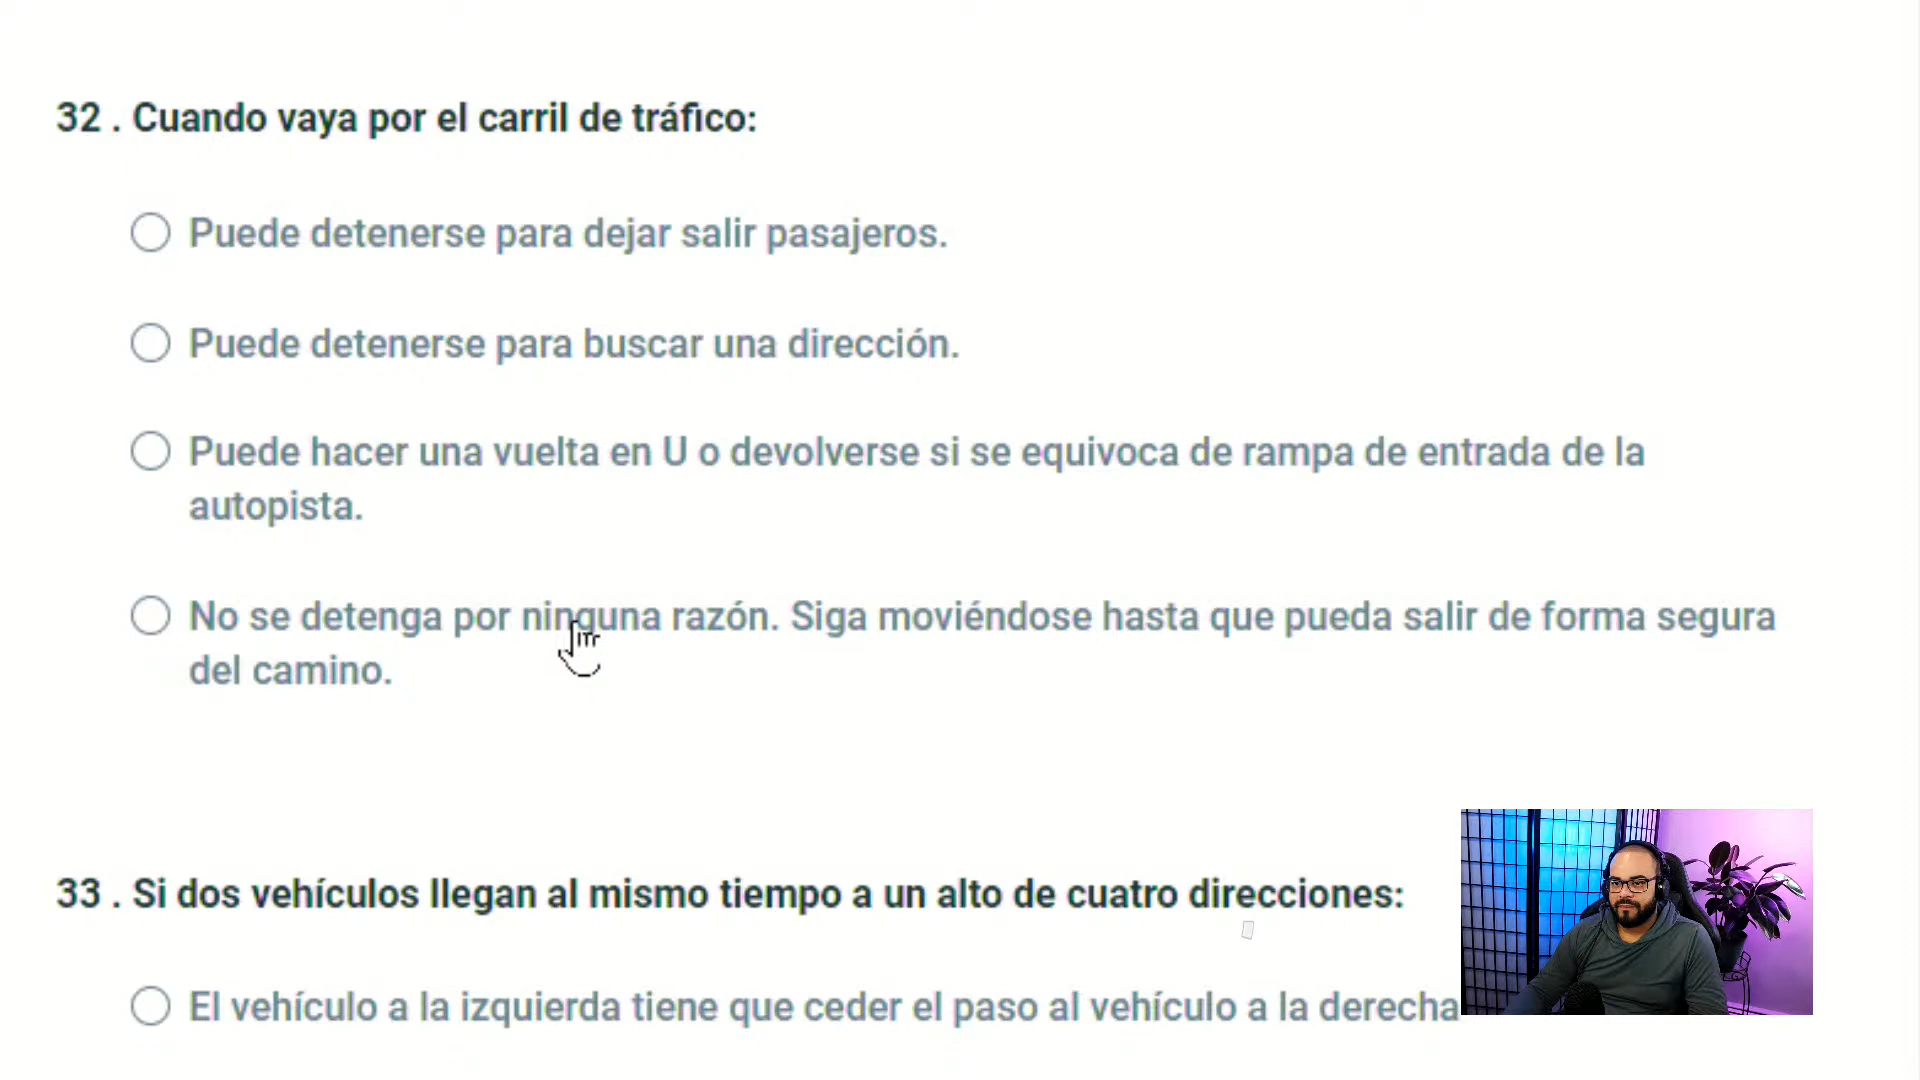 32 . Cuando vaya por el carril de tráfico:
Puede detenerse para dejar salir pasajeros.
Puede detenerse para buscar una dirección.
Puede hacer una vuelta en U o devolverse si se equivoca de rampa de entrada de la
autopista.
No se detenga por ninguna razón. Siga moviéndose hasta que pueda salir de forma segura
del camino.
33 . Si dos vehículos llegan al mismo tiempo a un alto de cuatro direcciones:
El vehículo a la izquierda tiene que ceder el paso al vehículo a la derecha